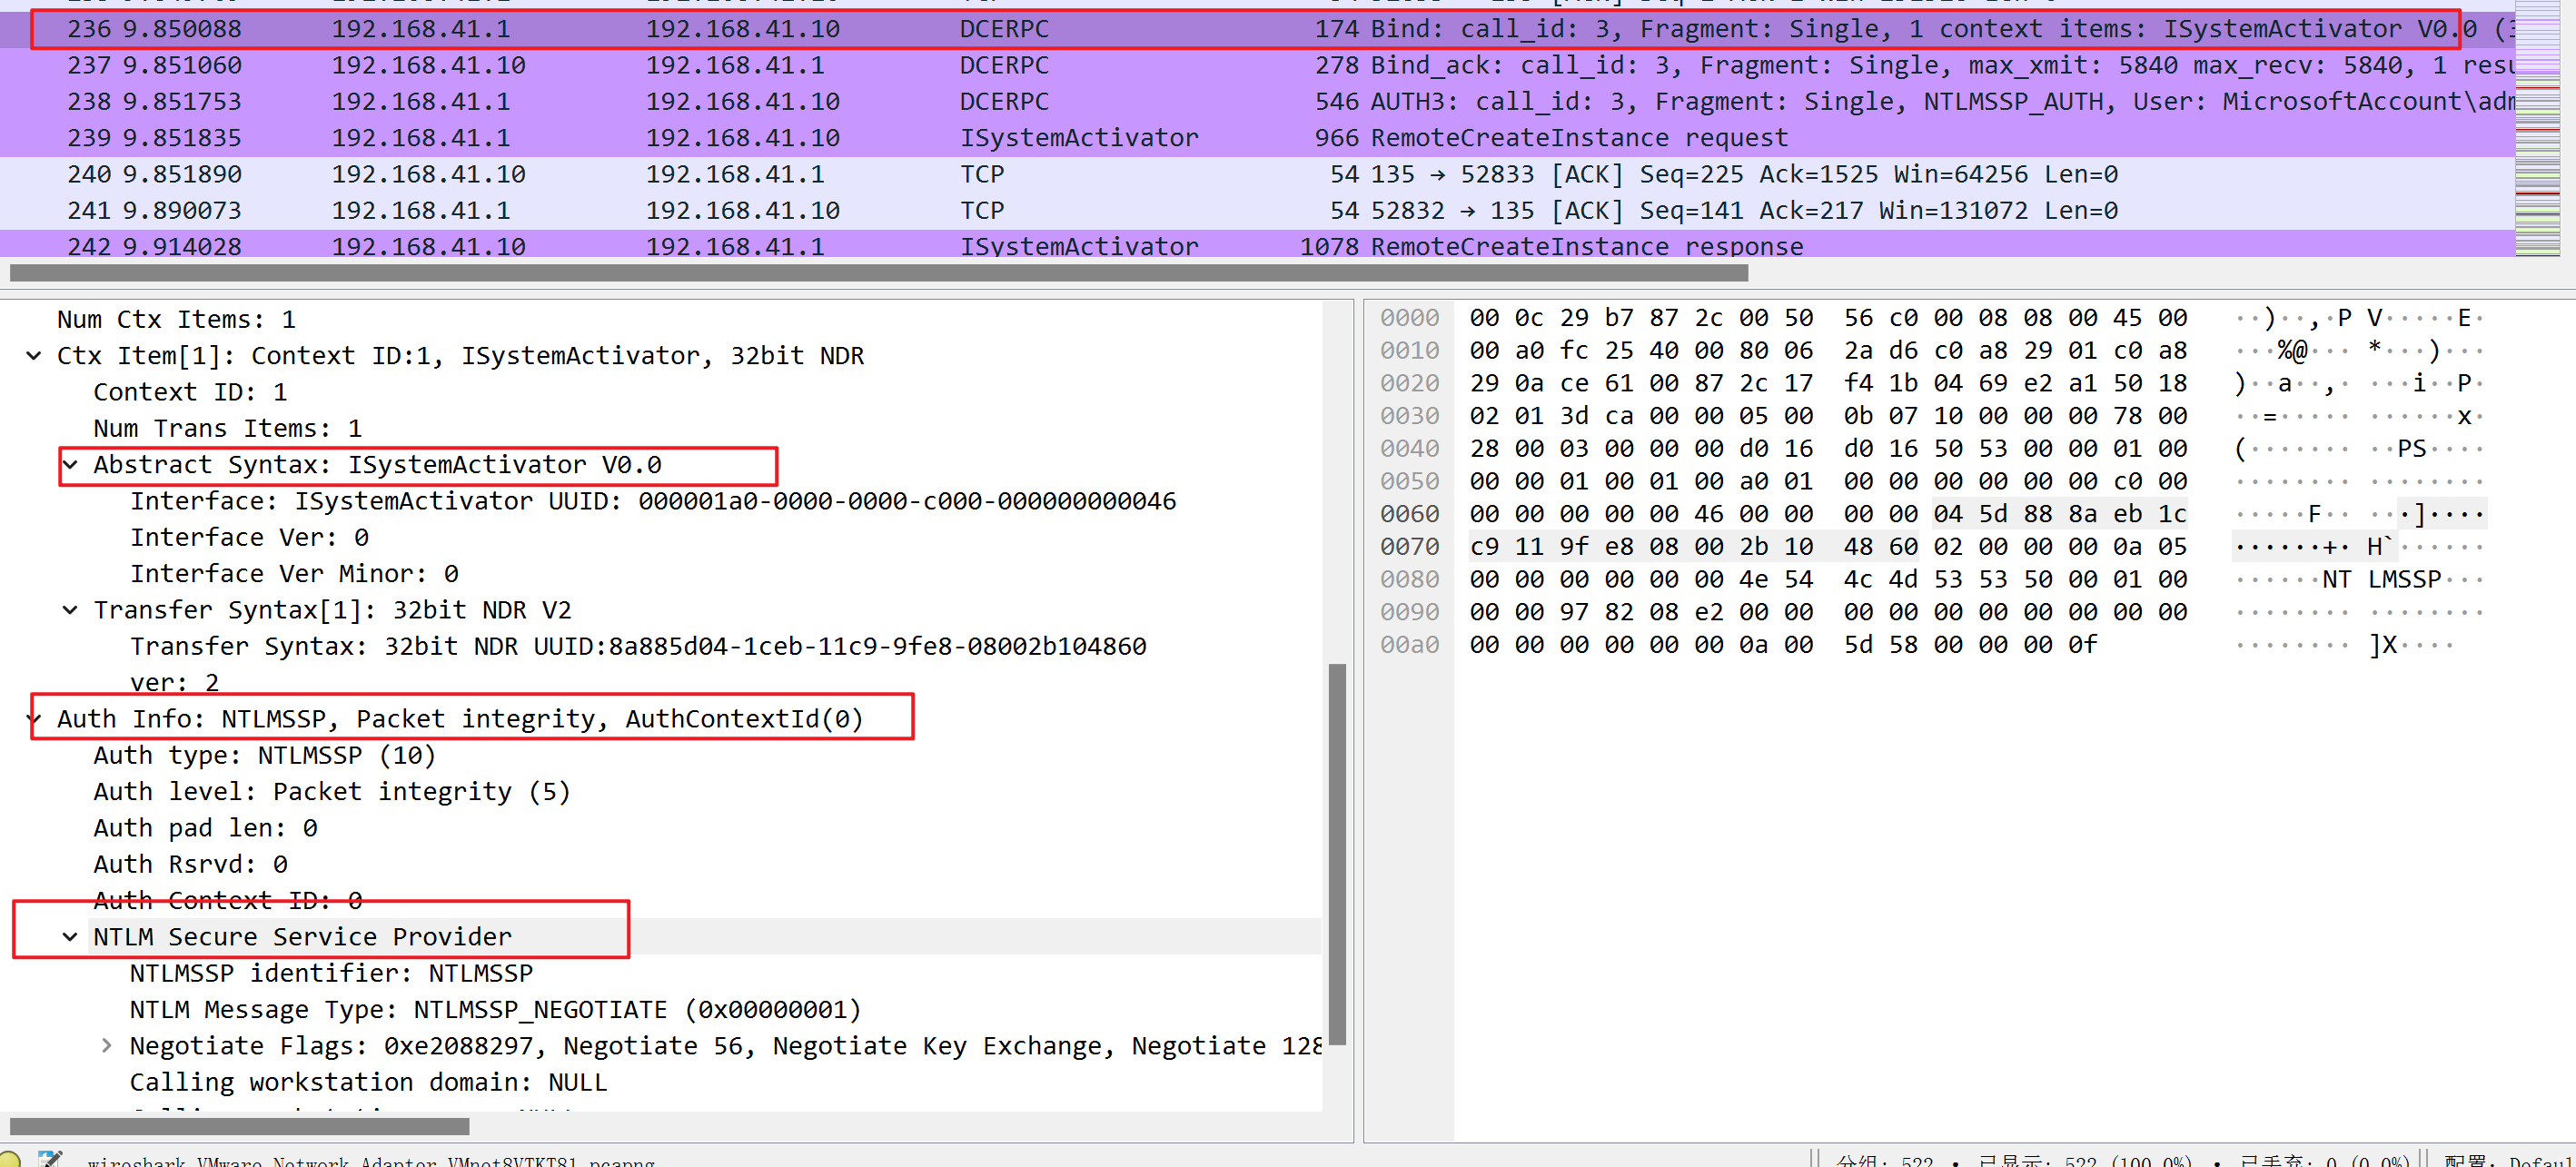 236 9.850088 192.168.41.1 192.168.41.10 DCERPC 174 Bind: call_id: 3, Fragment: Single, 1 context items: ISystemActivator V0.0 (3
237 9.851060 192.168.41.10 192.168.41.1 DCERPC 278 Bind_ack: call_id: 3, Fragment: Single, max_xmit: 5840 max_recv: 5840, 1 resu
238 9.851753 192.168.41.1 192.168.41.10 DCERPC 546 AUTH3: call_id: 3, Fragment: Single, NTLMSSP_AUTH, User: MicrosoftAccount\adm
239 9.851835 192.168.41.1 192.168.41.10 ISystemActivator 966 RemoteCreateInstance request
240 9.851890 192.168.41.10 192.168.41.1 TCP 54 135 → 52833 [ACK] Seq=225 Ack=1525 Win=64256 Len=0
241 9.890073 192.168.41.1 192.168.41.10 TCP 54 52832 → 135 [ACK] Seq=141 Ack=217 Win=131072 Len=0
242 9.914028 192.168.41.10 192.168.41.1 ISystemActivator 1078 RemoteCreateInstance response
Num Ctx Items: 1
Ctx Item[1]: Context ID:1, ISystemActivator, 32bit NDR
Context ID: 1
Num Trans Items: 1
Abstract Syntax: ISystemActivator V0.0
Interface: ISystemActivator UUID: 000001a0-0000-0000-c000-000000000046
Interface Ver: 0
Interface Ver Minor: 0
Transfer Syntax[1]: 32bit NDR V2
Transfer Syntax: 32bit NDR UUID:8a885d04-1ceb-11c9-9fe8-08002b104860
ver: 2
Auth Info: NTLMSSP, Packet integrity, AuthContextId(0)
Auth type: NTLMSSP (10)
Auth level: Packet integrity (5)
Auth pad len: 0
Auth Rsrvd: 0
Auth Context ID: 0
NTLM Secure Service Provider
NTLMSSP identifier: NTLMSSP
NTLM Message Type: NTLMSSP_NEGOTIATE (0x00000001)
Negotiate Flags: 0xe2088297, Negotiate 56, Negotiate Key Exchange, Negotiate 128
Calling workstation domain: NULL
0000 00 0c 29 b7 87 2c 00 50 56 c0 00 08 08 00 45 00 ··)··,·P V·····E·
0010 00 a0 fc 25 40 00 80 06 2a d6 c0 a8 29 01 c0 a8 ···%@··· *···)···
0020 29 0a ce 61 00 87 2c 17 f4 1b 04 69 e2 a1 50 18 )··a··,· ···i··P·
0030 02 01 3d ca 00 00 05 00 0b 07 10 00 00 00 78 00 ··=····· ······x·
0040 28 00 03 00 00 00 d0 16 d0 16 50 53 00 00 01 00 (······· ··PS····
0050 00 00 01 00 01 00 a0 01 00 00 00 00 00 00 c0 00 ········ ········
0060 00 00 00 00 00 46 00 00 00 00 04 5d 88 8a eb 1c ·····F·· ···]····
0070 c9 11 9f e8 08 00 2b 10 48 60 02 00 00 00 0a 05 ······+· H`······
0080 00 00 00 00 00 00 4e 54 4c 4d 53 53 50 00 01 00 ······NT LMSSP···
0090 00 00 97 82 08 e2 00 00 00 00 00 00 00 00 00 00 ········ ········
00a0 00 00 00 00 00 00 0a 00 5d 58 00 00 00 0f ········ ]X····
wireshark_VMware Network Adapter VMnet8VTKT81.pcapng
分组: 522 · 已显示: 522 (100.0%) · 已丢弃: 0 (0.0%) 配置: Defau